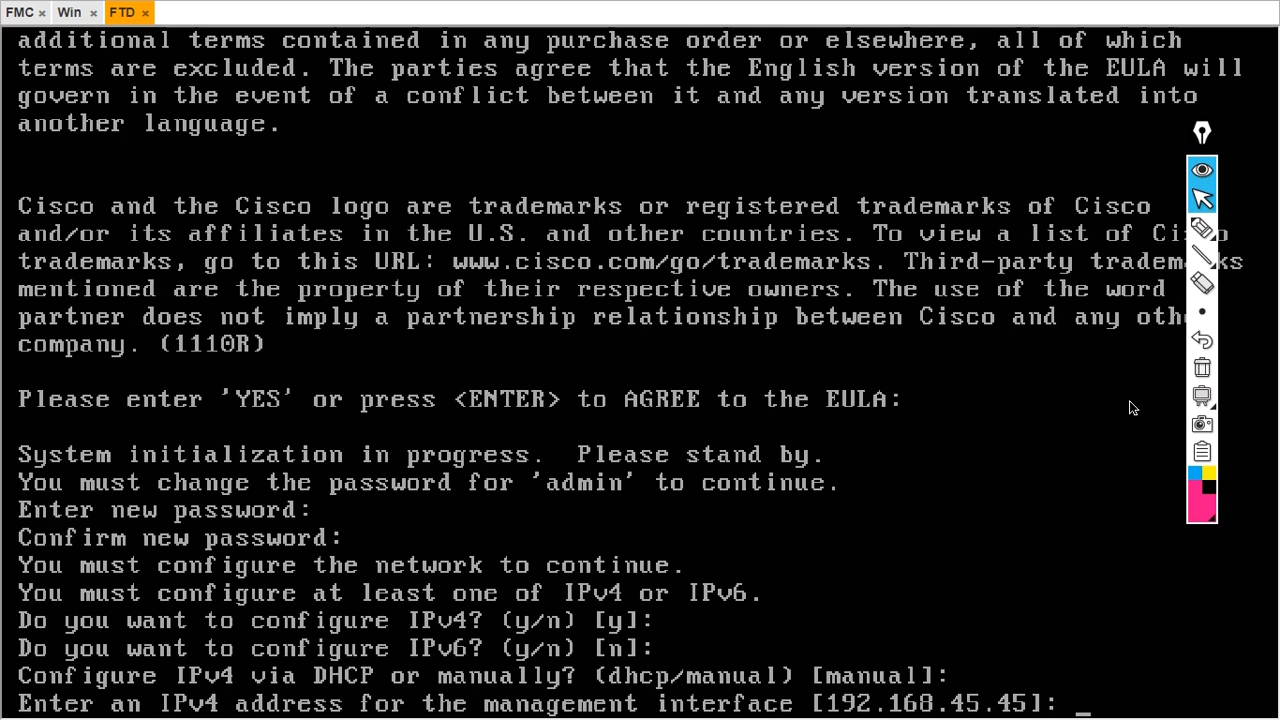 FMC × Win × FTD ×
additional terms contained in any purchase order or elsewhere, all of which
terms are excluded. The parties agree that the English version of the EULA will
govern in the event of a conflict between it and any version translated into
another language.
Cisco and the Cisco logo are trademarks or registered trademarks of Cisco
and/or its affiliates in the U.S. and other countries. To view a list of Cisco
trademarks, go to this URL: www.cisco.com/go/trademarks. Third-party trademarks
mentioned are the property of their respective owners. The use of the word
partner does not imply a partnership relationship between Cisco and any other
company. (1110R)
Please enter 'YES' or press <ENTER> to AGREE to the EULA:
System initialization in progress.  Please stand by.
You must change the password for 'admin' to continue.
Enter new password:
Confirm new password:
You must configure the network to continue.
You must configure at least one of IPv4 or IPv6.
Do you want to configure IPv4? (y/n) [y]:
Do you want to configure IPv6? (y/n) [n]:
Configure IPv4 via DHCP or manually? (dhcp/manual) [manual]:
Enter an IPv4 address for the management interface [192.168.45.45]: _